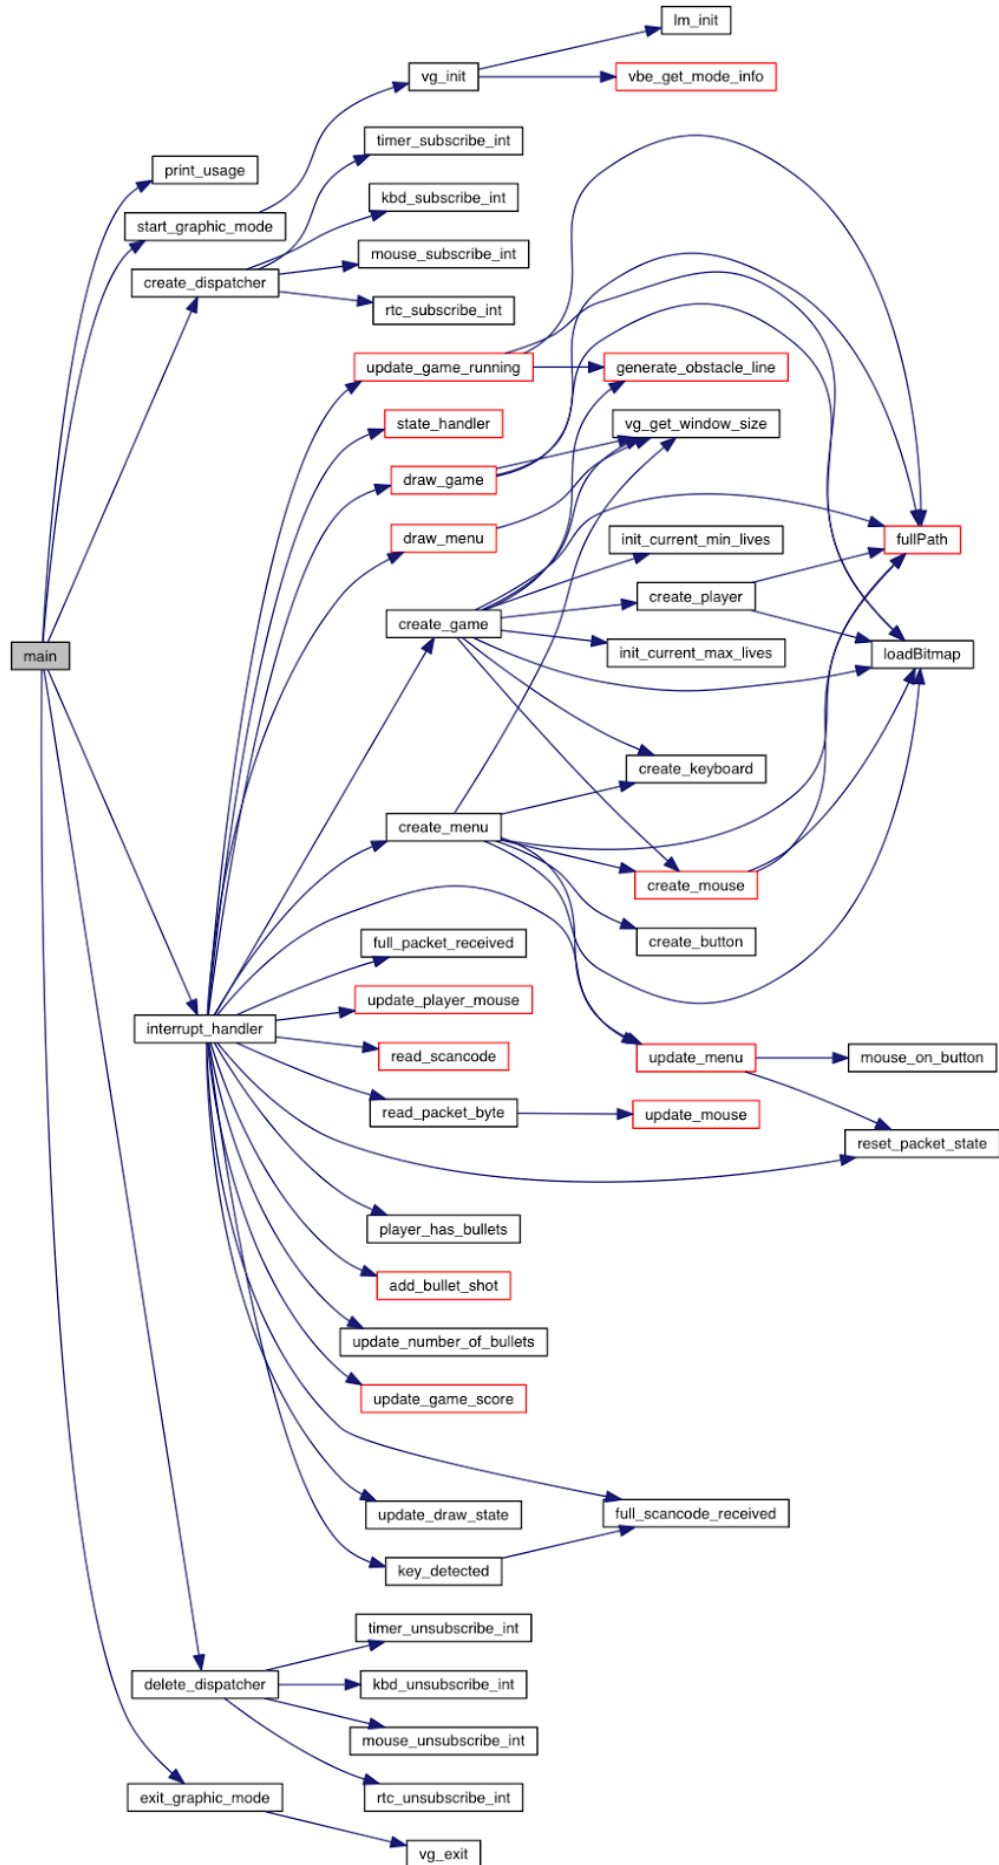 lm_init
vg_init
vbe_get_mode_info
timer_subscribe_int
print_usage
kbd_subscribe_int
start_graphic_mode
mouse_subscribe_int
create_dispatcher
rtc_subscribe_int
update_game_running
generate_obstacle_line
state_handler
vg_get_window_size
draw_game
draw_menu
init_current_min_lives
fullPath
create_player
create_game
main
init_current_max_lives
loadBitmap
create_keyboard
create_menu
create_mouse
full_packet_received
create_button
update_player_mouse
interrupt_handler
read_scancode
update_menu
mouse_on_button
read_packet_byte
update_mouse
reset_packet_state
player_has_bullets
add_bullet_shot
update_number_of_bullets
update_game_score
update_draw_state
full_scancode_received
key_detected
timer_unsubscribe_int
delete_dispatcher
kbd_unsubscribe_int
mouse_unsubscribe_int
exit_graphic_mode
rtc_unsubscribe_int
vg_exit